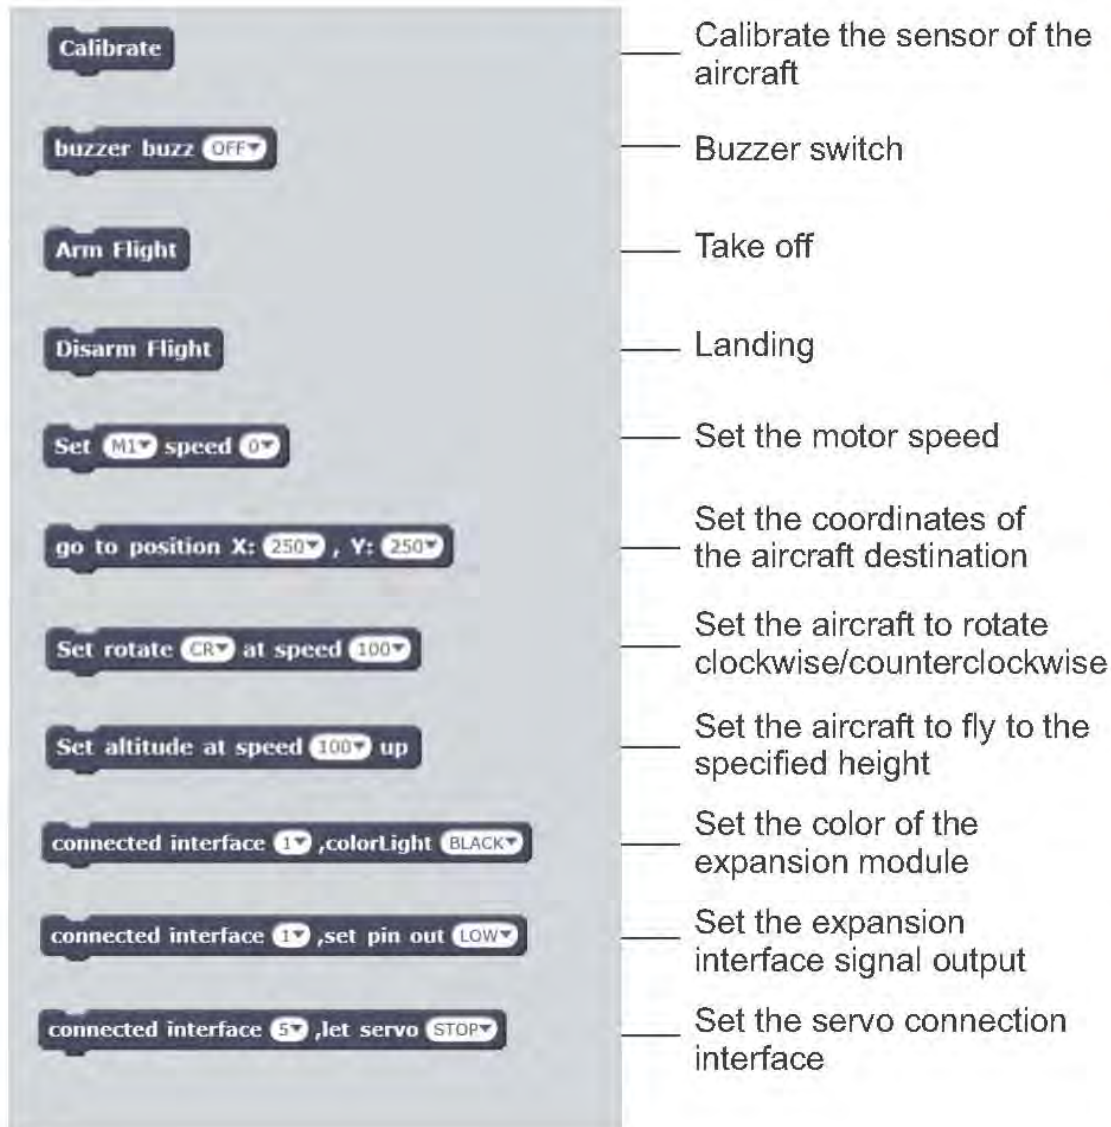 Calibrate
Calibrate the sensor of the
aircraft
buzzer buzz OFF
Buzzer switch
Arm Flight
Take off
Disarm Flight
Landing
Set M1 speed 0
Set the motor speed
go to position X: 250 , Y: 250
Set the coordinates of
the aircraft destination
Set rotate CR at speed 100
Set the aircraft to rotate
clockwise/counterclockwise
Set altitude at speed 100 up
Set the aircraft to fly to the
specified height
connected interface 1 ,colorLight BLACK
Set the color of the
expansion module
connected interface 1 ,set pin out LOW
Set the expansion
interface signal output
connected interface 5 ,let servo STOP
Set the servo connection
interface